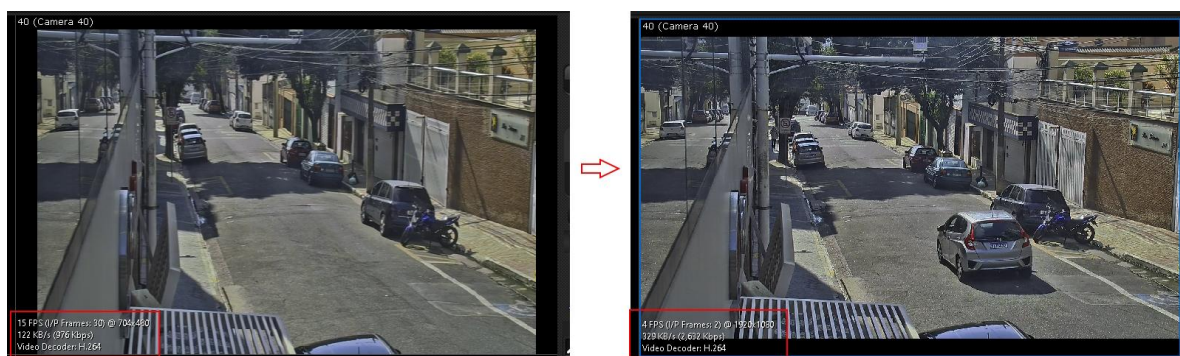 40 (Camera 40)
15 FPS (I/P Frames: 30) @ 704x480
122 KB/s (976 Kbps)
Video Decoder: H.264
40 (Camera 40)
4 FPS (I/P Frames: 2) @ 1920x1080
329 KB/s (2,632 Kbps)
Video Decoder: H.264